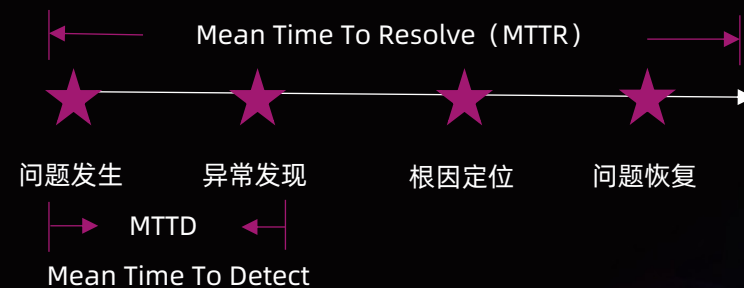 Mean Time To Resolve（MTTR）
问题发生
异常发现
根因定位
问题恢复
MTTD
Mean Time To Detect